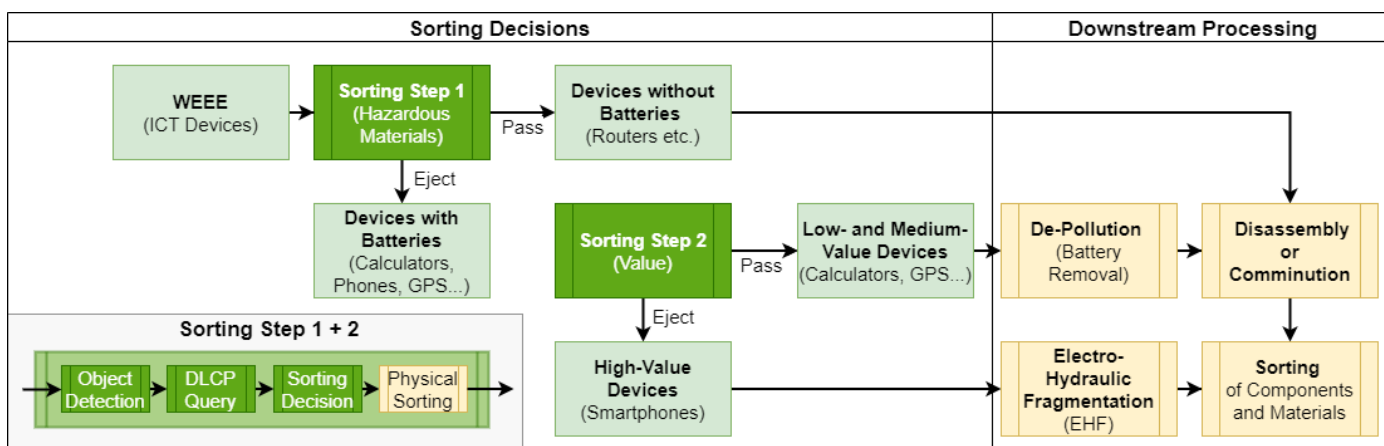 Sorting Decisions
Downstream Processing
WEEE
(ICT Devices)
Sorting Step 1
(Hazardous
Materials)
Pass
Devices without
Batteries
(Routers etc.)
Eject
Devices with
Batteries
(Calculators,
Phones, GPS...)
Sorting Step 2
(Value)
Pass
Low- and Medium-
Value Devices
(Calculators, GPS...)
De-Pollution
(Battery
Removal)
Disassembly
or
Comminution
Eject
High-Value
Devices
(Smartphones)
Electro-
Hydraulic
Fragmentation
(EHF)
Sorting
of Components
and Materials
Sorting Step 1 + 2
Object
Detection
DLCP
Query
Sorting
Decision
Physical
Sorting